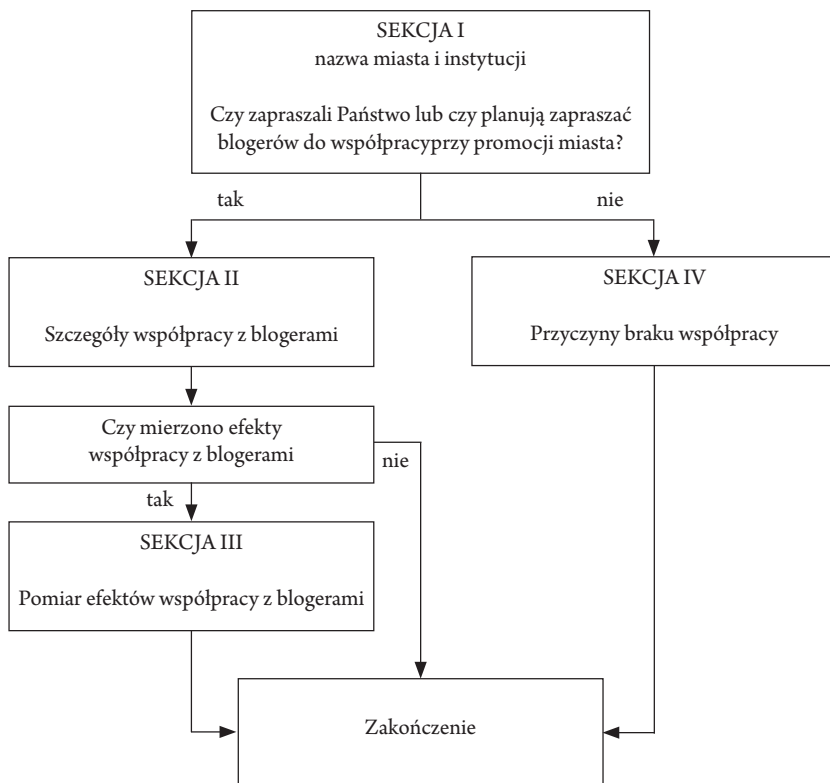 SEKCJA I
nazwa miasta i instytucji
Czy zapraszali Państwo lub czy planują zapraszać
blogerów do współpracyprzy promocji miasta?
tak
nie
SEKCJA II
Szczegóły współpracy z blogerami
SEKCJA IV
Przyczyny braku współpracy
Czy mierzono efekty
współpracy z blogerami
nie
tak
SEKCJA III
Pomiar efektów współpracy z blogerami
Zakończenie